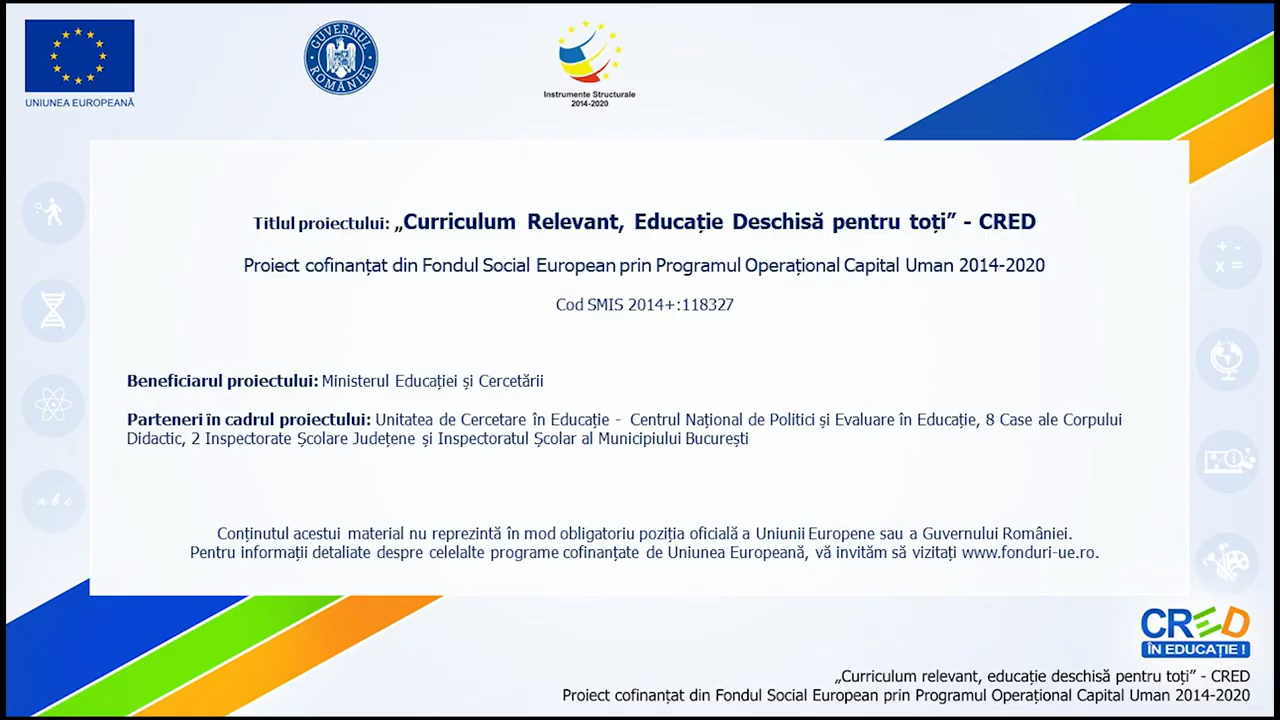 UNIUNEA EUROPEANĂ
GUVERNUL
ROMÂNIEI
Instrumente Structurale
2014-2020
Titlul proiectului: „Curriculum Relevant, Educație Deschisă pentru toți” - CRED
Proiect cofinanțat din Fondul Social European prin Programul Operațional Capital Uman 2014-2020
Cod SMIS 2014+:118327
+ -
x =
Beneficiarul proiectului: Ministerul Educației și Cercetării
Parteneri în cadrul proiectului: Unitatea de Cercetare în Educație - Centrul Național de Politici și Evaluare în Educație, 8 Case ale Corpului
Didactic, 2 Inspectorate Școlare Județene și Inspectoratul Școlar al Municipiului București
a b c
Conținutul acestui material nu reprezintă în mod obligatoriu poziția oficială a Uniunii Europene sau a Guvernului României.
Pentru informații detaliate despre celelalte programe cofinanțate de Uniunea Europeană, vă invităm să vizitați www.fonduri-ue.ro.
CRED
ÎN EDUCAȚIE !
„Curriculum relevant, educație deschisă pentru toți” - CRED
Proiect cofinanțat din Fondul Social European prin Programul Operațional Capital Uman 2014-2020